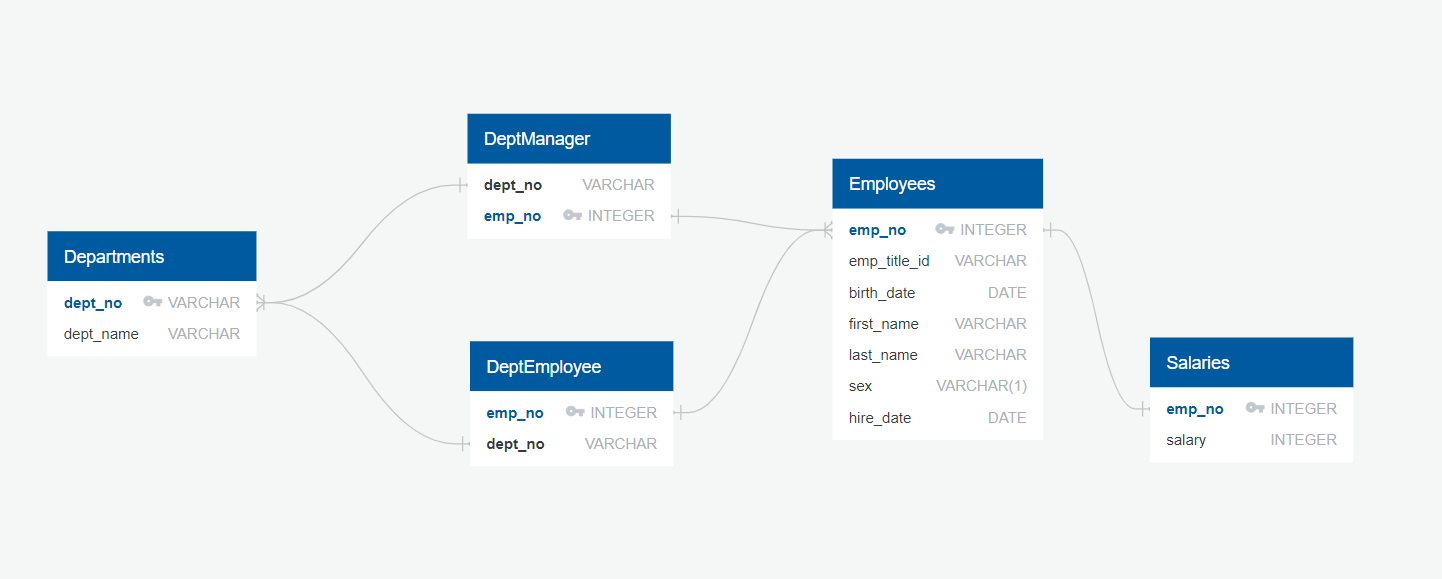 Departments
dept_no VARCHAR
dept_name VARCHAR
DeptManager
dept_no VARCHAR
emp_no INTEGER
DeptEmployee
emp_no INTEGER
dept_no VARCHAR
Employees
emp_no INTEGER
emp_title_id VARCHAR
birth_date DATE
first_name VARCHAR
last_name VARCHAR
sex VARCHAR(1)
hire_date DATE
Salaries
emp_no INTEGER
salary INTEGER